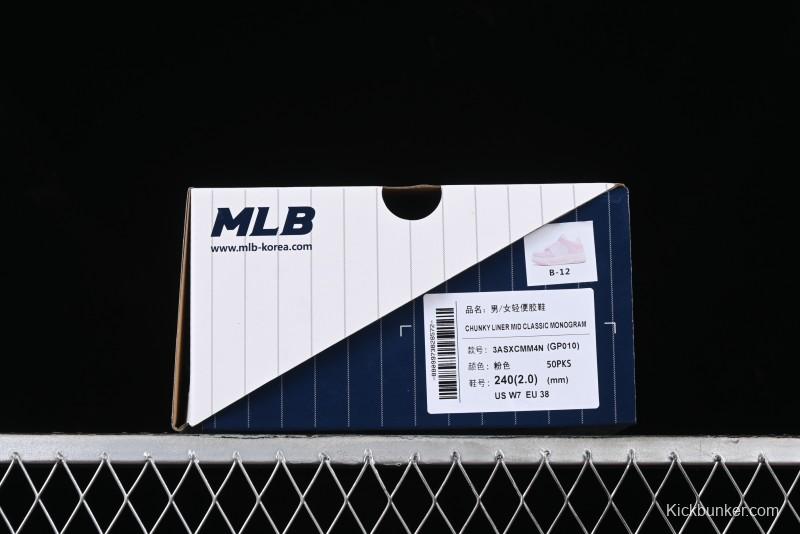 MLB
www.mlb-korea.com
B-12
品名：男/女轻便胶鞋
CHUNKY LINER MID CLASSIC MONOGRAM
款号：3ASXCMM4N (GP010)
颜色：粉色 50PKS
鞋号：240(2.0) (mm)
US W7 EU 38
Kickbunker.com